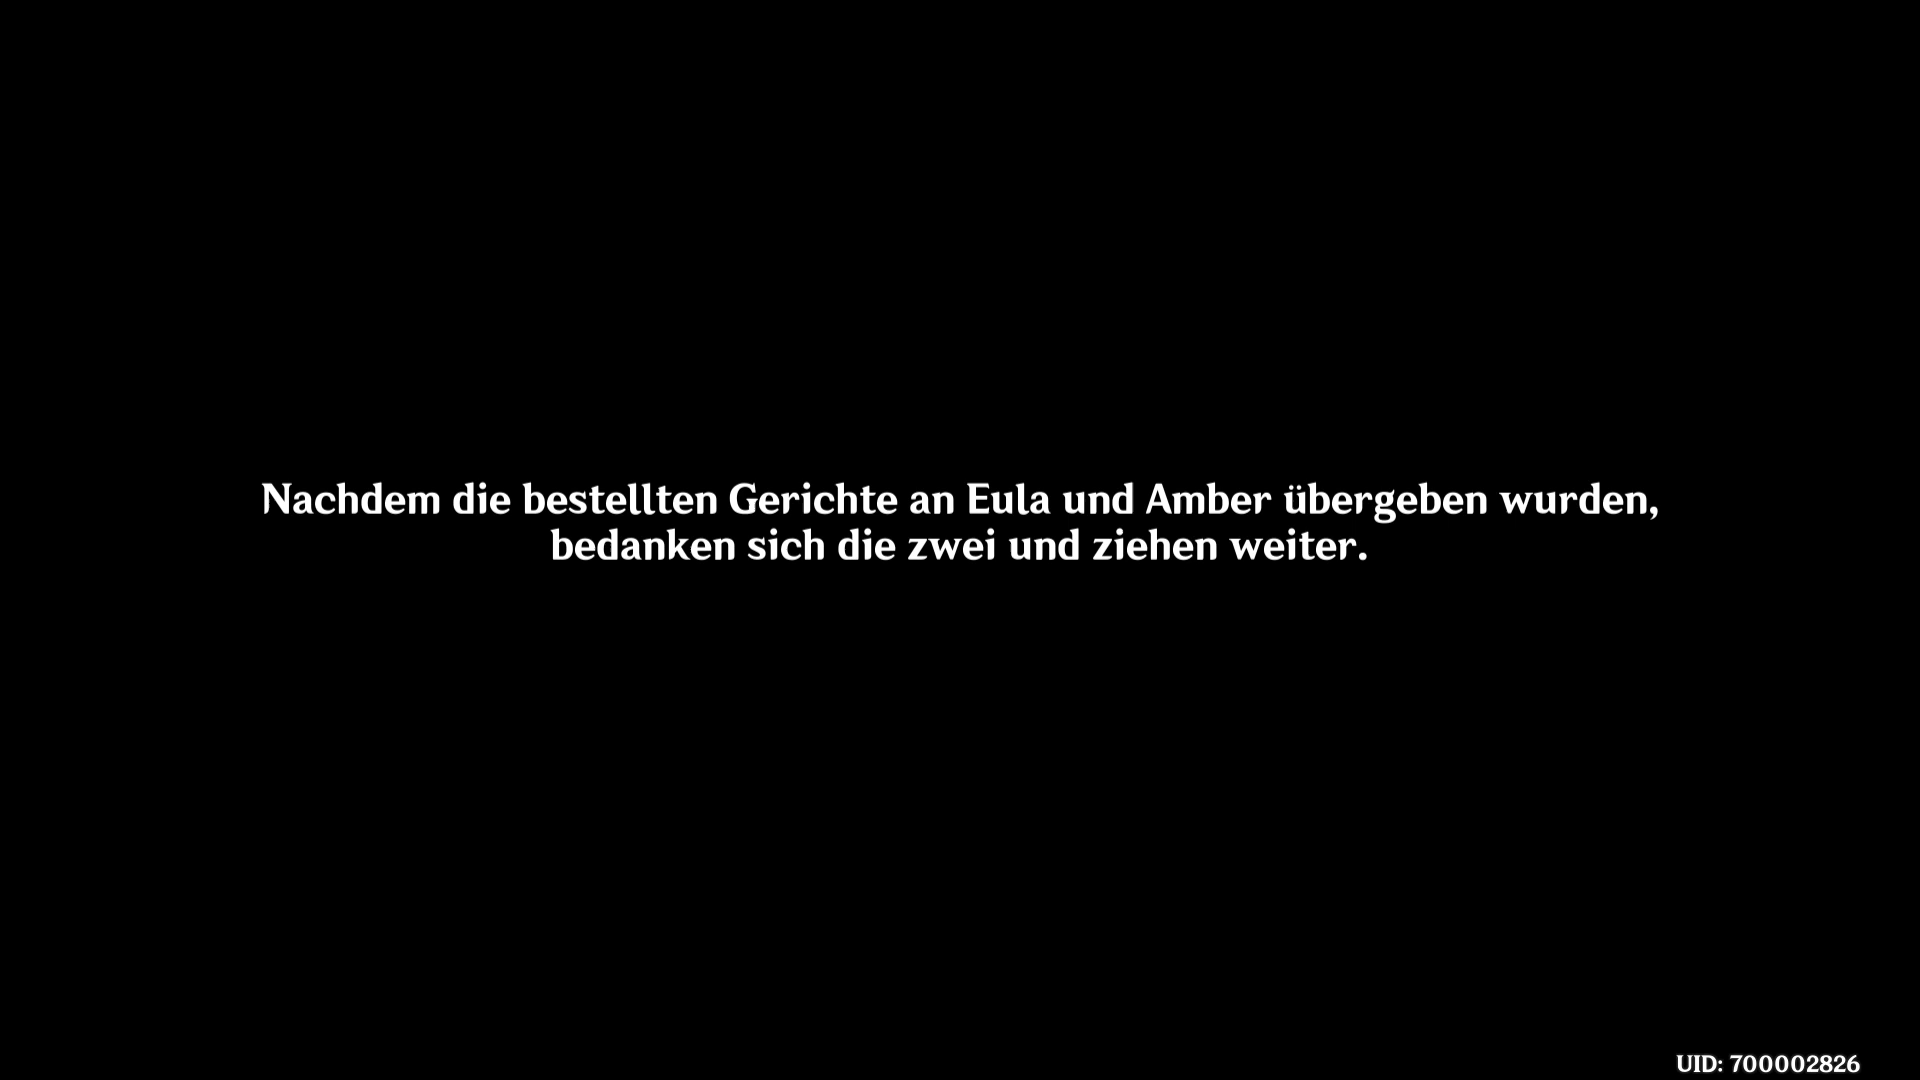 Nachdem die bestellten Gerichte an Eula und Amber übergeben wurden,
bedanken sich die zwei und ziehen weiter.
UID: 700002826